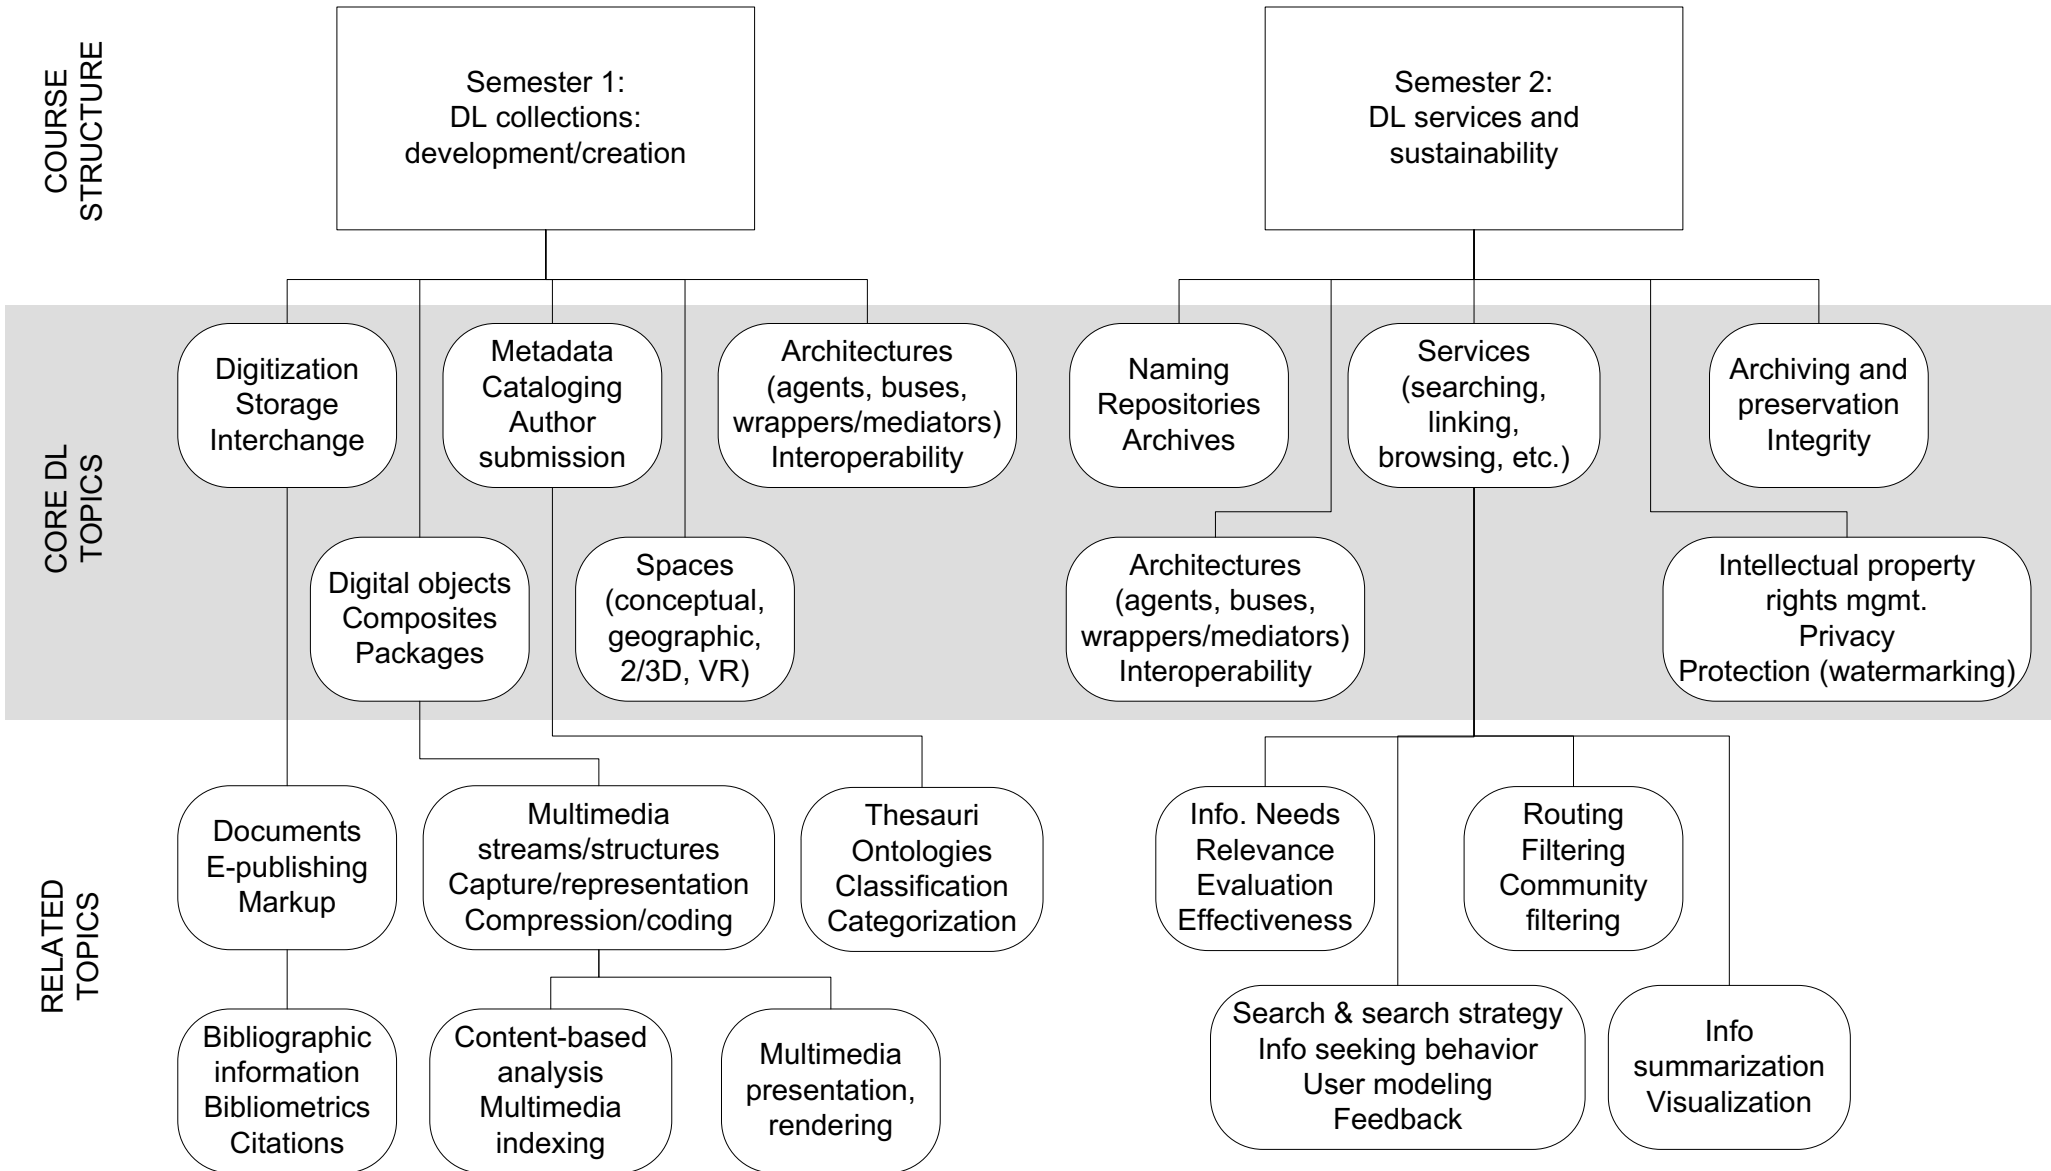 COURSE
STRUCTURE
Semester 1:
DL collections:
development/creation
Semester 2:
DL services and
sustainability
CORE DL
TOPICS
Digitization
Storage
Interchange
Metadata
Cataloging
Author
submission
Architectures
(agents, buses,
wrappers/mediators)
Interoperability
Naming
Repositories
Archives
Services
(searching,
linking,
browsing, etc.)
Archiving and
preservation
Integrity
Digital objects
Composites
Packages
Spaces
(conceptual,
geographic,
2/3D, VR)
Architectures
(agents, buses,
wrappers/mediators)
Interoperability
Intellectual property
rights mgmt.
Privacy
Protection (watermarking)
RELATED
TOPICS
Documents
E-publishing
Markup
Multimedia
streams/structures
Capture/representation
Compression/coding
Thesauri
Ontologies
Classification
Categorization
Info. Needs
Relevance
Evaluation
Effectiveness
Routing
Filtering
Community
filtering
Bibliographic
information
Bibliometrics
Citations
Content-based
analysis
Multimedia
indexing
Multimedia
presentation,
rendering
Search & search strategy
Info seeking behavior
User modeling
Feedback
Info
summarization
Visualization